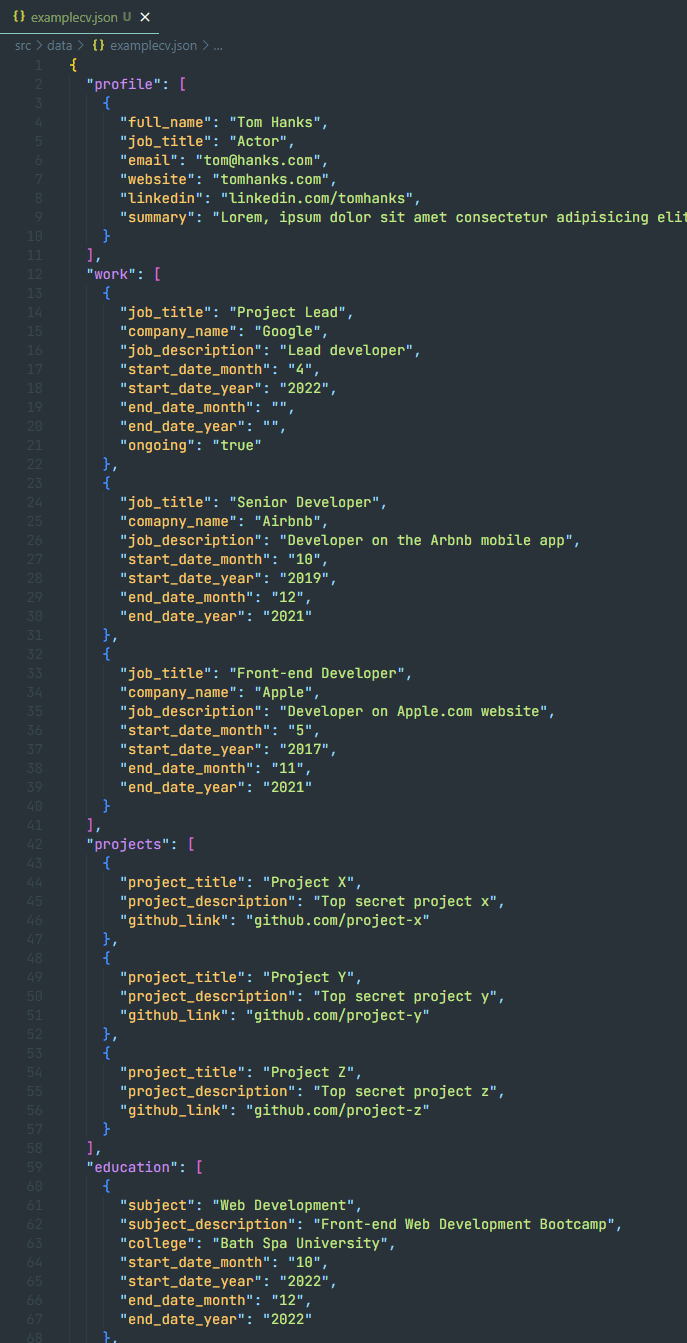 {} examplecv.json U ×
src > data > {} examplecv.json > ...
1 {
2 "profile": [
3 {
4 "full_name": "Tom Hanks",
5 "job_title": "Actor",
6 "email": "tom@hanks.com",
7 "website": "tomhanks.com",
8 "linkedin": "linkedin.com/tomhanks",
9 "summary": "Lorem, ipsum dolor sit amet consectetur adipisicing elit
10 }
11 ],
12 "work": [
13 {
14 "job_title": "Project Lead",
15 "company_name": "Google",
16 "job_description": "Lead developer",
17 "start_date_month": "4",
18 "start_date_year": "2022",
19 "end_date_month": "",
20 "end_date_year": "",
21 "ongoing": "true"
22 },
23 {
24 "job_title": "Senior Developer",
25 "comapny_name": "Airbnb",
26 "job_description": "Developer on the Arbnb mobile app",
27 "start_date_month": "10",
28 "start_date_year": "2019",
29 "end_date_month": "12",
30 "end_date_year": "2021"
31 },
32 {
33 "job_title": "Front-end Developer",
34 "company_name": "Apple",
35 "job_description": "Developer on Apple.com website",
36 "start_date_month": "5",
37 "start_date_year": "2017",
38 "end_date_month": "11",
39 "end_date_year": "2021"
40 }
41 ],
42 "projects": [
43 {
44 "project_title": "Project X",
45 "project_description": "Top secret project x",
46 "github_link": "github.com/project-x"
47 },
48 {
49 "project_title": "Project Y",
50 "project_description": "Top secret project y",
51 "github_link": "github.com/project-y"
52 },
53 {
54 "project_title": "Project Z",
55 "project_description": "Top secret project z",
56 "github_link": "github.com/project-z"
57 }
58 ],
59 "education": [
60 {
61 "subject": "Web Development",
62 "subject_description": "Front-end Web Development Bootcamp",
63 "college": "Bath Spa University",
64 "start_date_month": "10",
65 "start_date_year": "2022",
66 "end_date_month": "12",
67 "end_date_year": "2022"
68 },